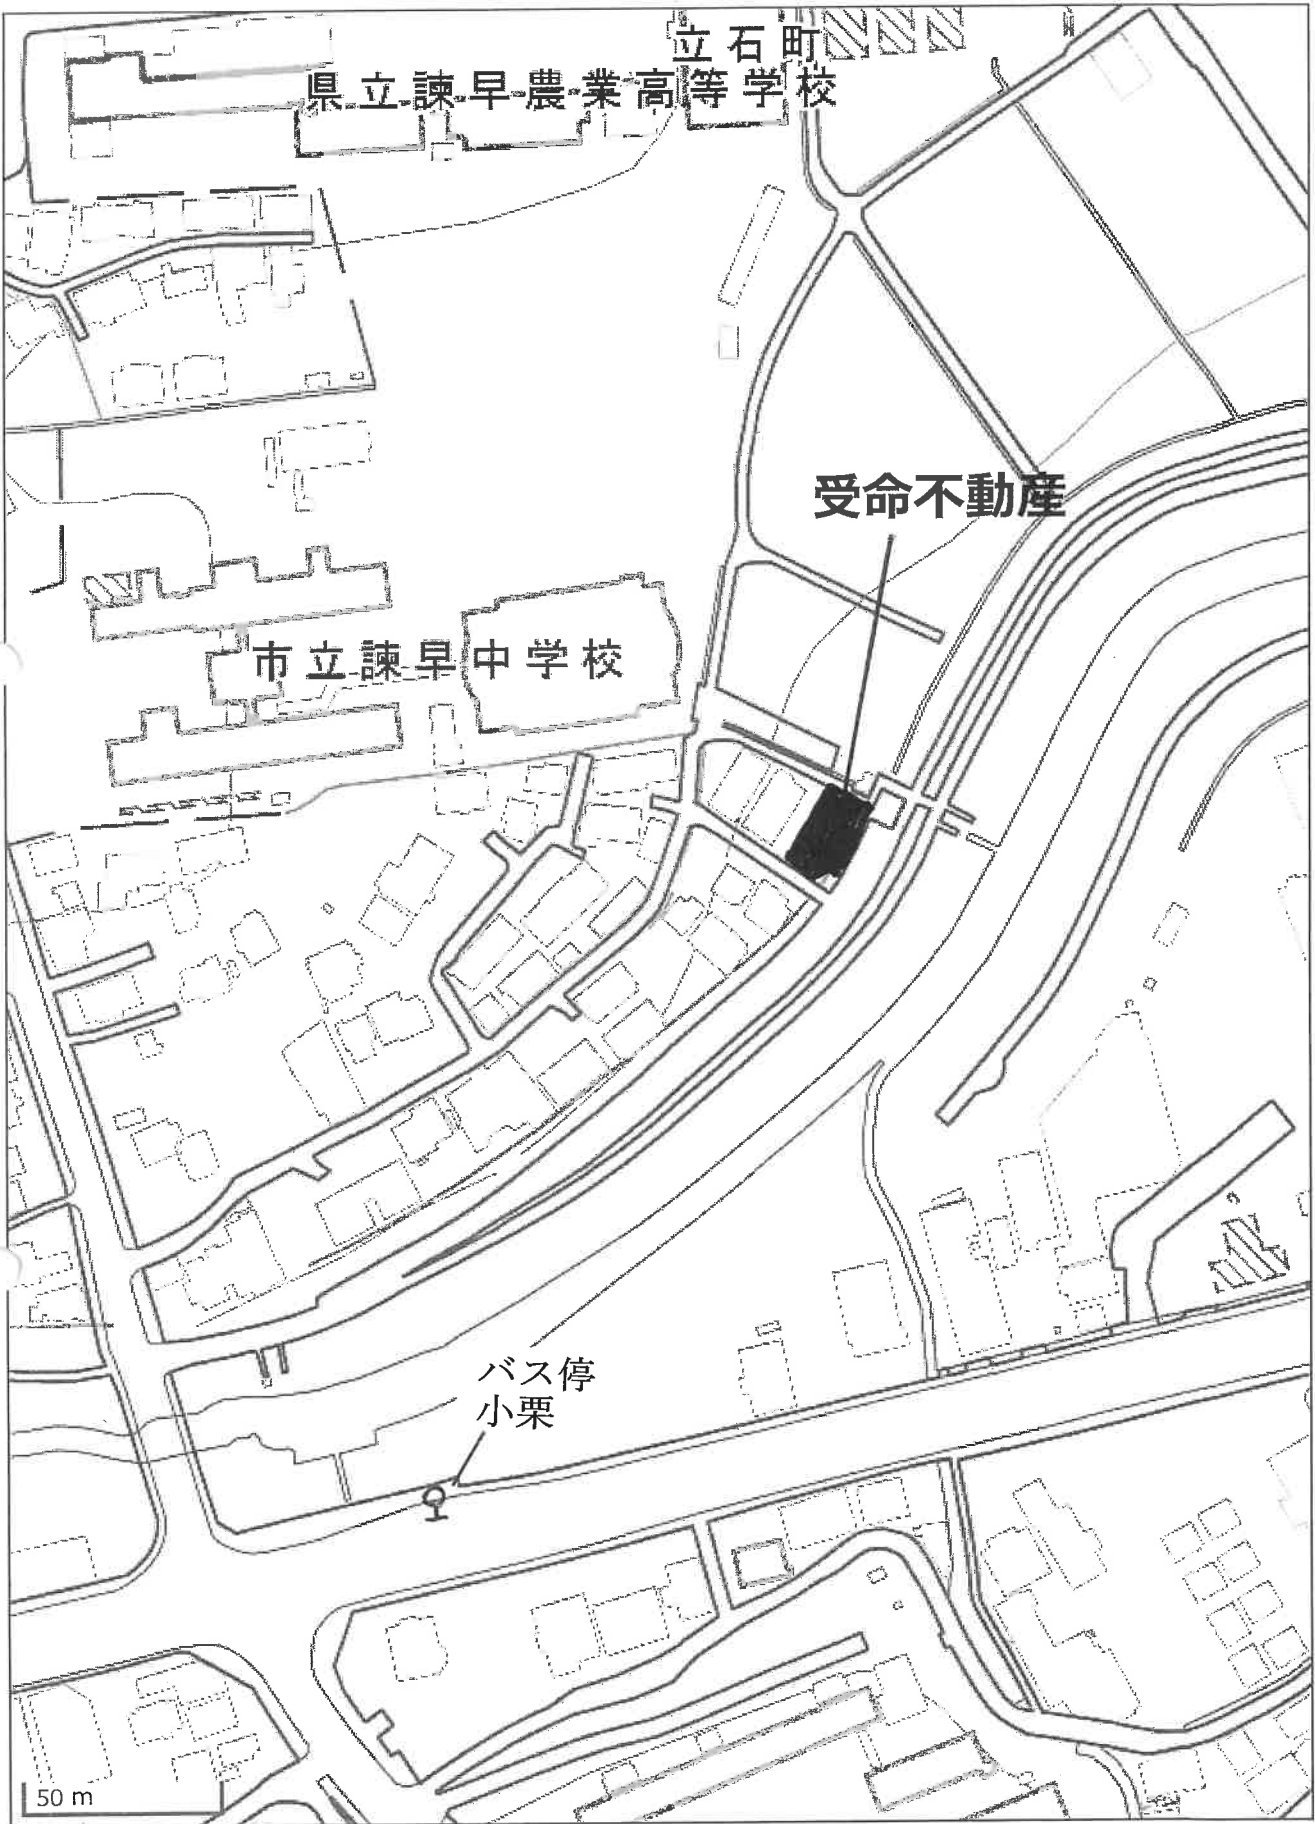 立石町
県立諫早農業高等学校
受命不動産
市立諫早中学校
バス停
小栗
50 m